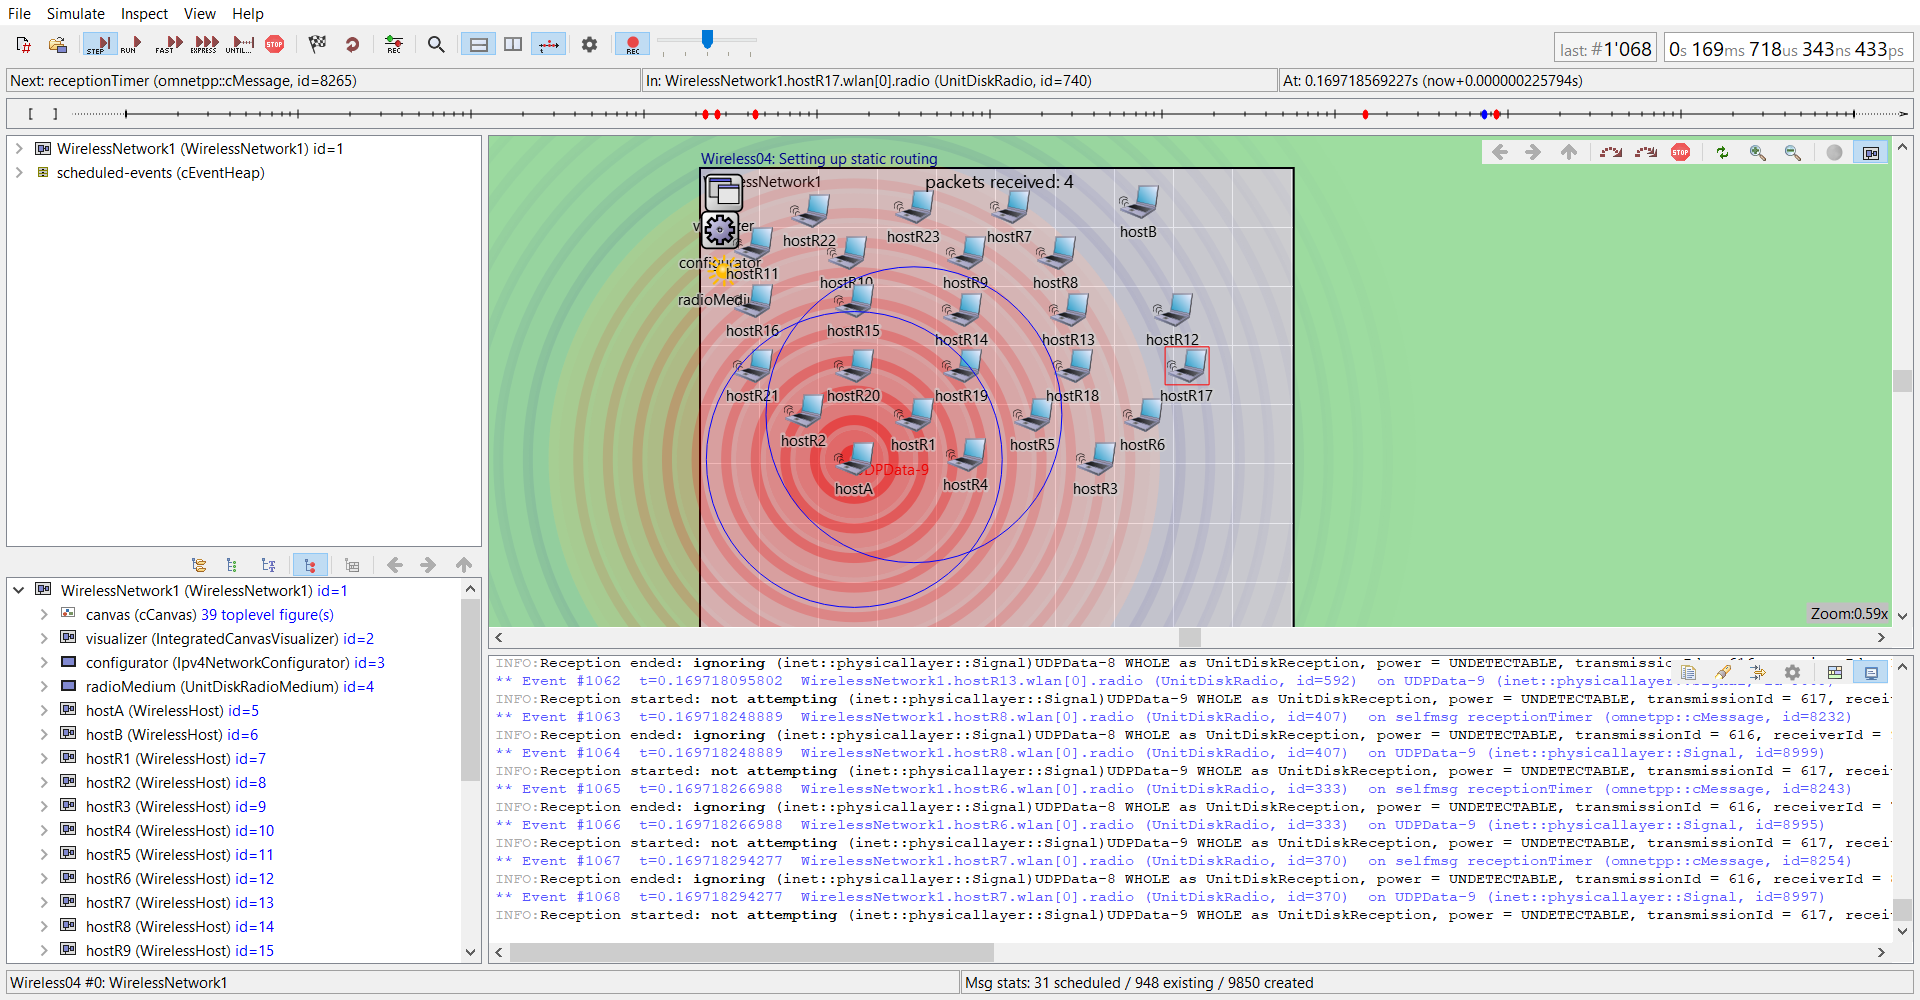 File Simulate Inspect View Help
STEP RUN FAST EXPRESS UNTIL... STOP REC REC
last: #1'068 0s 169ms 718us 343ns 433ps
Next: receptionTimer (omnetpp::cMessage, id=8265)
In: WirelessNetwork1.hostR17.wlan[0].radio (UnitDiskRadio, id=740)
At: 0.169718569227s (now+0.000000225794s)
WirelessNetwork1 (WirelessNetwork1) id=1
scheduled-events (cEventHeap)
WirelessNetwork1 (WirelessNetwork1) id=1
canvas (cCanvas) 39 toplevel figure(s)
visualizer (IntegratedCanvasVisualizer) id=2
configurator (Ipv4NetworkConfigurator) id=3
radioMedium (UnitDiskRadioMedium) id=4
hostA (WirelessHost) id=5
hostB (WirelessHost) id=6
hostR1 (WirelessHost) id=7
hostR2 (WirelessHost) id=8
hostR3 (WirelessHost) id=9
hostR4 (WirelessHost) id=10
hostR5 (WirelessHost) id=11
hostR6 (WirelessHost) id=12
hostR7 (WirelessHost) id=13
hostR8 (WirelessHost) id=14
hostR9 (WirelessHost) id=15
Wireless04: Setting up static routing
STOP
packets received: 4
hostB
hostR22 hostR23 hostR7
configurator
hostR11 hostR10 hostR9 hostR8
hostR16 hostR15 hostR14 hostR13 hostR12
hostR21 hostR20 hostR19 hostR18 hostR17
hostR2 hostR1 hostR5 hostR6
DPData-9
hostA hostR4 hostR3
Zoom:0.59x
INFO:Reception ended: ignoring (inet::physicallayer::Signal)UDPData-8 WHOLE as UnitDiskReception, power = UNDETECTABLE, transmissionId = 616,
** Event #1062 t=0.169718095802 WirelessNetwork1.hostR13.wlan[0].radio (UnitDiskRadio, id=592) on UDPData-9 (inet::physicallayer::Signal,
INFO:Reception started: not attempting (inet::physicallayer::Signal)UDPData-9 WHOLE as UnitDiskReception, power = UNDETECTABLE, transmissionId = 617, recei
** Event #1063 t=0.169718248889 WirelessNetwork1.hostR8.wlan[0].radio (UnitDiskRadio, id=407) on selfmsg receptionTimer (omnetpp::cMessage, id=8232)
INFO:Reception ended: ignoring (inet::physicallayer::Signal)UDPData-8 WHOLE as UnitDiskReception, power = UNDETECTABLE, transmissionId = 616, receiverId =
** Event #1064 t=0.169718248889 WirelessNetwork1.hostR8.wlan[0].radio (UnitDiskRadio, id=407) on UDPData-9 (inet::physicallayer::Signal, id=8999)
INFO:Reception started: not attempting (inet::physicallayer::Signal)UDPData-9 WHOLE as UnitDiskReception, power = UNDETECTABLE, transmissionId = 617, recei
** Event #1065 t=0.169718266988 WirelessNetwork1.hostR6.wlan[0].radio (UnitDiskRadio, id=333) on selfmsg receptionTimer (omnetpp::cMessage, id=8243)
INFO:Reception ended: ignoring (inet::physicallayer::Signal)UDPData-8 WHOLE as UnitDiskReception, power = UNDETECTABLE, transmissionId = 616, receiverId =
** Event #1066 t=0.169718266988 WirelessNetwork1.hostR6.wlan[0].radio (UnitDiskRadio, id=333) on UDPData-9 (inet::physicallayer::Signal, id=8995)
INFO:Reception started: not attempting (inet::physicallayer::Signal)UDPData-9 WHOLE as UnitDiskReception, power = UNDETECTABLE, transmissionId = 617, recei
** Event #1067 t=0.169718294277 WirelessNetwork1.hostR7.wlan[0].radio (UnitDiskRadio, id=370) on selfmsg receptionTimer (omnetpp::cMessage, id=8254)
INFO:Reception ended: ignoring (inet::physicallayer::Signal)UDPData-8 WHOLE as UnitDiskReception, power = UNDETECTABLE, transmissionId = 616, receiverId =
** Event #1068 t=0.169718294277 WirelessNetwork1.hostR7.wlan[0].radio (UnitDiskRadio, id=370) on UDPData-9 (inet::physicallayer::Signal, id=8997)
INFO:Reception started: not attempting (inet::physicallayer::Signal)UDPData-9 WHOLE as UnitDiskReception, power = UNDETECTABLE, transmissionId = 617, recei
Wireless04 #0: WirelessNetwork1
Msg stats: 31 scheduled / 948 existing / 9850 created